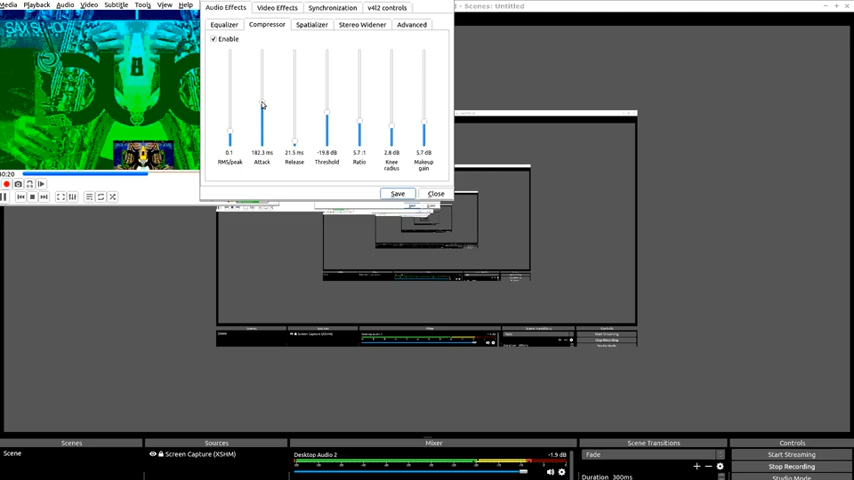 Media Playback Audio Video Subtitle Tools View Help
Audio Effects Video Effects Synchronization v4l2 controls
- Scenes: Untitled
Equalizer Compressor Spatializer Stereo Widener Advanced
Enable
0.1 182.3 ms 21.5 ms -19.8 dB 5.7 :1 2.8 dB 5.7 dB
RMS/peak Attack Release Threshold Ratio Knee radius Makeup gain
40:20
Save Close
Scenes Sources Mixer Scene Transitions Controls
Scene
Screen Capture (XSHM)
Desktop Audio 2 -1.9 dB
Fade
Start Streaming
Stop Recording
Duration 300ms
Studio Mode